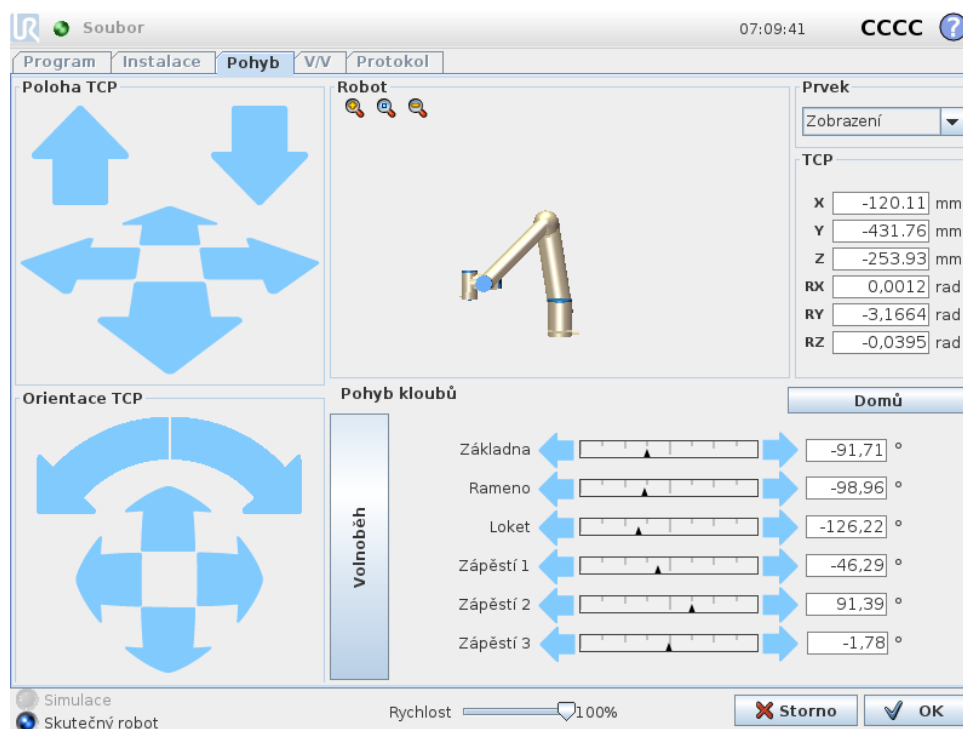 UR Soubor 07:09:41 CCCC ?
Program Instalace Pohyb V/V Protokol
Poloha TCP
Robot
Prvek
Zobrazení
TCP
X -120.11 mm
Y -431.76 mm
Z -253.93 mm
RX 0,0012 rad
RY -3,1664 rad
RZ -0,0395 rad
Orientace TCP
Pohyb kloubů
Domů
Volnoběh
Základna -91,71 °
Rameno -98,96 °
Loket -126,22 °
Zápěstí 1 -46,29 °
Zápěstí 2 91,39 °
Zápěstí 3 -1,78 °
Simulace
Skutečný robot
Rychlost 100%
Storno
OK